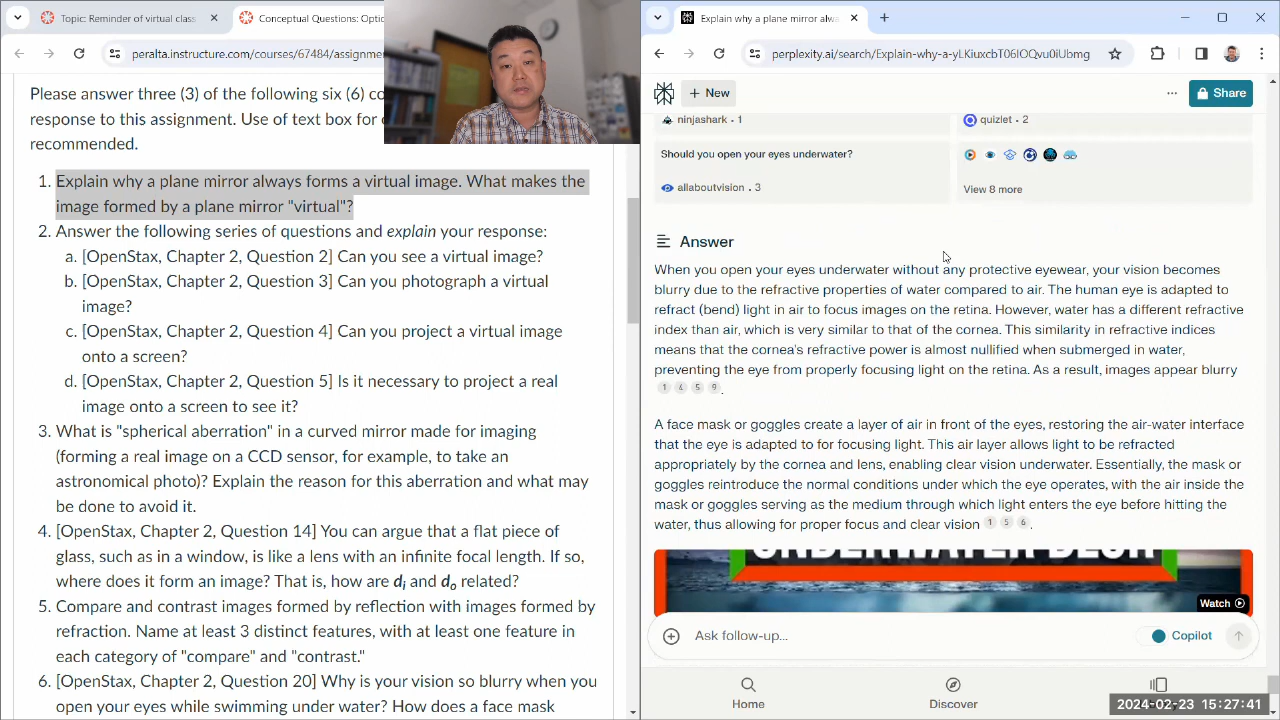 Topic Reminder of virtual class
Conceptual Questions: Optic
peralta.instructure.com/courses/67484/assignme
Please answer three (3) of the following six (6) co
response to this assignment. Use of text box for
recommended.
1. Explain why a plane mirror always forms a virtual image. What makes the
image formed by a plane mirror "virtual"?
2. Answer the following series of questions and explain your response:
a. [OpenStax, Chapter 2, Question 2] Can you see a virtual image?
b. [OpenStax, Chapter 2, Question 3] Can you photograph a virtual
image?
c. [OpenStax, Chapter 2, Question 4] Can you project a virtual image
onto a screen?
d. [OpenStax, Chapter 2, Question 5] Is it necessary to project a real
image onto a screen to see it?
3. What is "spherical aberration" in a curved mirror made for imaging
(forming a real image on a CCD sensor, for example, to take an
astronomical photo)? Explain the reason for this aberration and what may
be done to avoid it.
4. [OpenStax, Chapter 2, Question 14] You can argue that a flat piece of
glass, such as in a window, is like a lens with an infinite focal length. If so,
where does it form an image? That is, how are di and do related?
5. Compare and contrast images formed by reflection with images formed by
refraction. Name at least 3 distinct features, with at least one feature in
each category of "compare" and "contrast."
6. [OpenStax, Chapter 2, Question 20] Why is your vision so blurry when you
open your eyes while swimming under water? How does a face mask
Explain why a plane mirror alwa
perplexity.ai/search/Explain-why-a-yLKiuxcbT06IOQvu0iUbmg
New
Share
ninjashark · 1
quizlet · 2
Should you open your eyes underwater?
allaboutvision · 3
View 8 more
Answer
When you open your eyes underwater without any protective eyewear, your vision becomes
blurry due to the refractive properties of water compared to air. The human eye is adapted to
refract (bend) light in air to focus images on the retina. However, water has a different refractive
index than air, which is very similar to that of the cornea. This similarity in refractive indices
means that the cornea's refractive power is almost nullified when submerged in water,
preventing the eye from properly focusing light on the retina. As a result, images appear blurry
1 4 5 9 .
A face mask or goggles create a layer of air in front of the eyes, restoring the air-water interface
that the eye is adapted to for focusing light. This air layer allows light to be refracted
appropriately by the cornea and lens, enabling clear vision underwater. Essentially, the mask or
goggles reintroduce the normal conditions under which the eye operates, with the air inside the
mask or goggles serving as the medium through which light enters the eye before hitting the
water, thus allowing for proper focus and clear vision 1 5 6 .
Watch
Ask follow-up...
Copilot
Home
Discover
2024-02-23 15:27:41